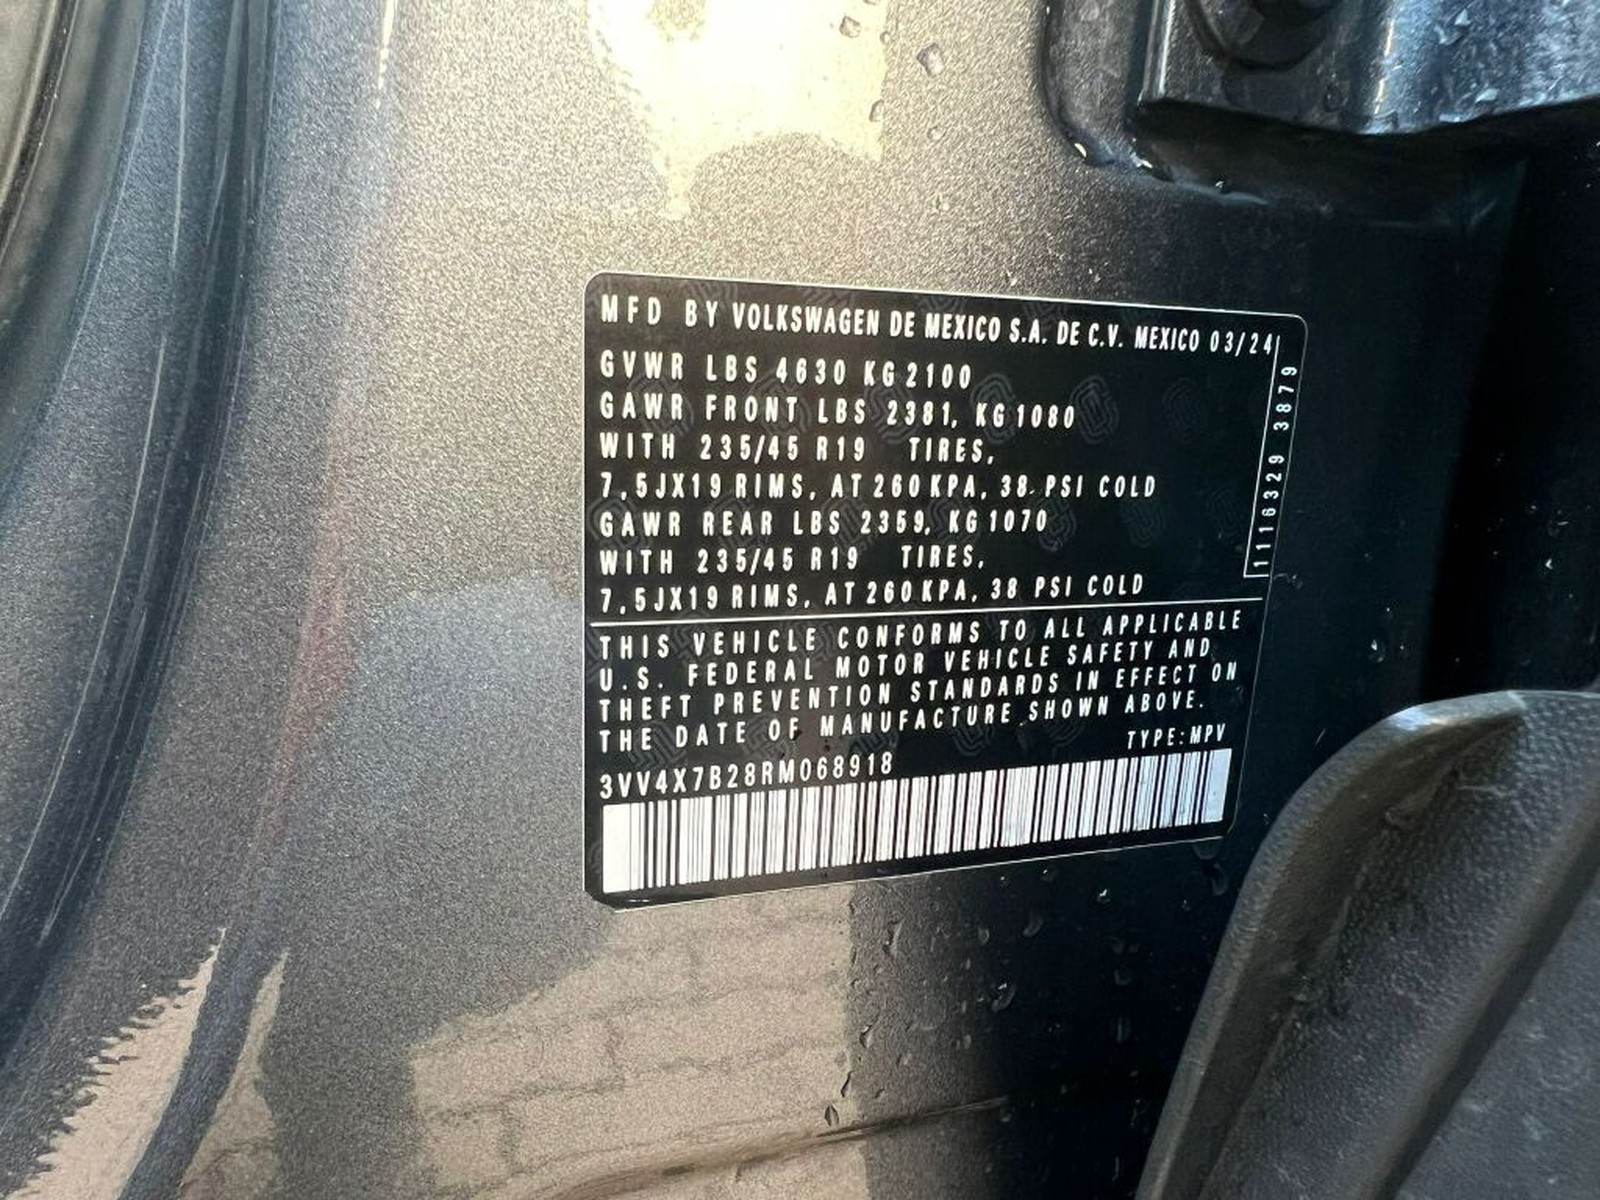 MFD BY VOLKSWAGEN DE MEXICO S.A. DE C.V. MEXICO 03/24
GVWR LBS 4630 KG 2100
GAWR FRONT LBS 2381, KG 1080
WITH 235/45 R19 TIRES,
7,5JX19 RIMS, AT 260 KPA, 38 PSI COLD
GAWR REAR LBS 2359, KG 1070
WITH 235/45 R19 TIRES,
7,5JX19 RIMS, AT 260 KPA, 38 PSI COLD
1116329 3879
THIS VEHICLE CONFORMS TO ALL APPLICABLE
U.S. FEDERAL MOTOR VEHICLE SAFETY AND
THEFT PREVENTION STANDARDS IN EFFECT ON
THE DATE OF MANUFACTURE SHOWN ABOVE.
TYPE: MPV
3VV4X7B28RM068918